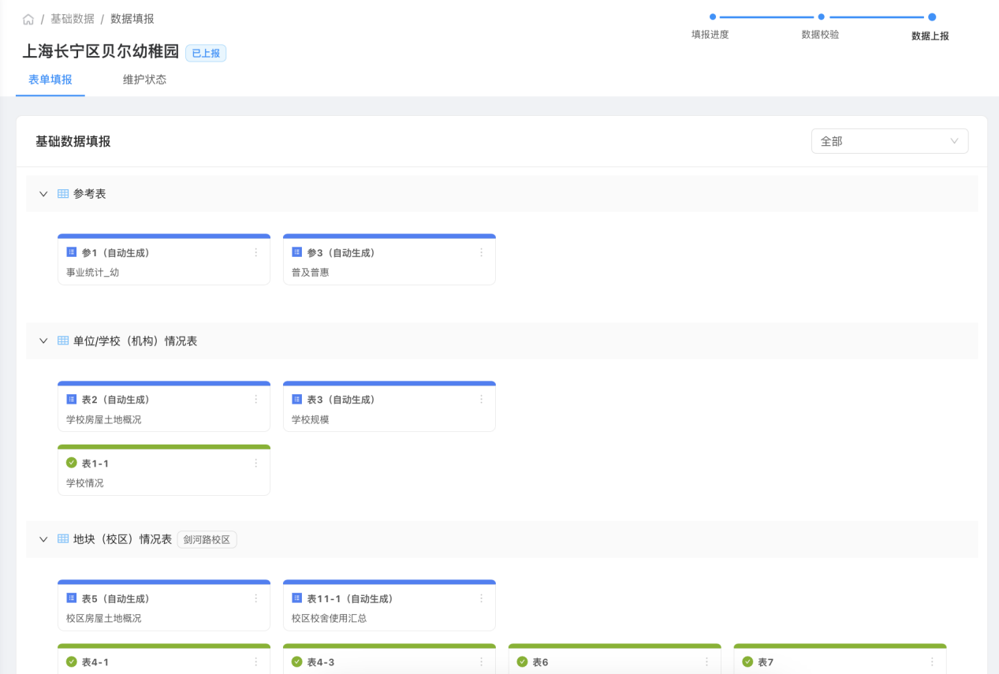 / 基础数据 / 数据填报
填报进度 数据校验 数据上报
上海长宁区贝尔幼稚园 已上报
表单填报 维护状态
基础数据填报 全部
参考表
参1（自动生成） 参3（自动生成）
事业统计_幼 普及普惠
单位/学校（机构）情况表
表2（自动生成） 表3（自动生成）
学校房屋土地概况 学校规模
表1-1
学校情况
地块（校区）情况表 剑河路校区
表5（自动生成） 表11-1（自动生成）
校区房屋土地概况 校区校舍使用汇总
表4-1 表4-3 表6 表7